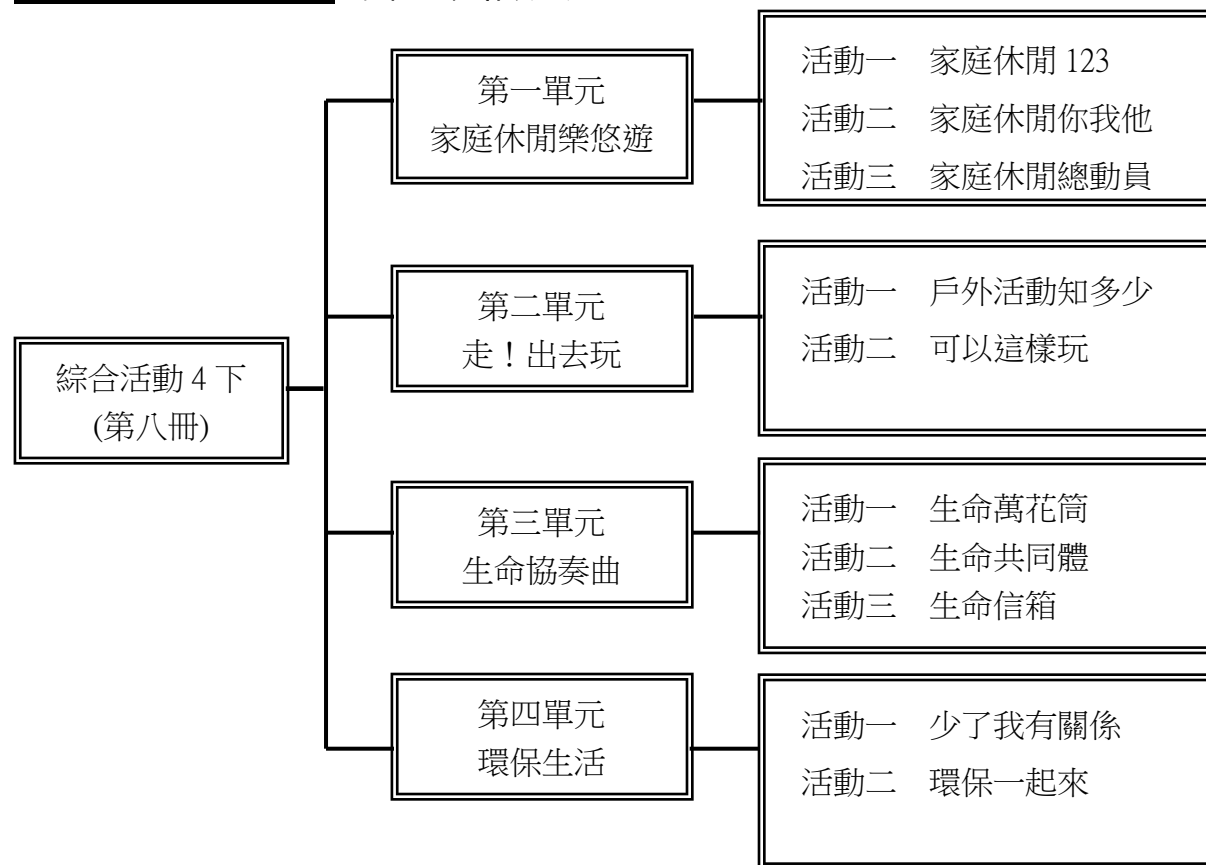 綜合活動 4 下
(第八冊)
第一單元
家庭休閒樂悠遊
活動一　家庭休閒 123
活動二　家庭休閒你我他
活動三　家庭休閒總動員
第二單元
走！出去玩
活動一　戶外活動知多少
活動二　可以這樣玩
第三單元
生命協奏曲
活動一　生命萬花筒
活動二　生命共同體
活動三　生命信箱
第四單元
環保生活
活動一　少了我有關係
活動二　環保一起來